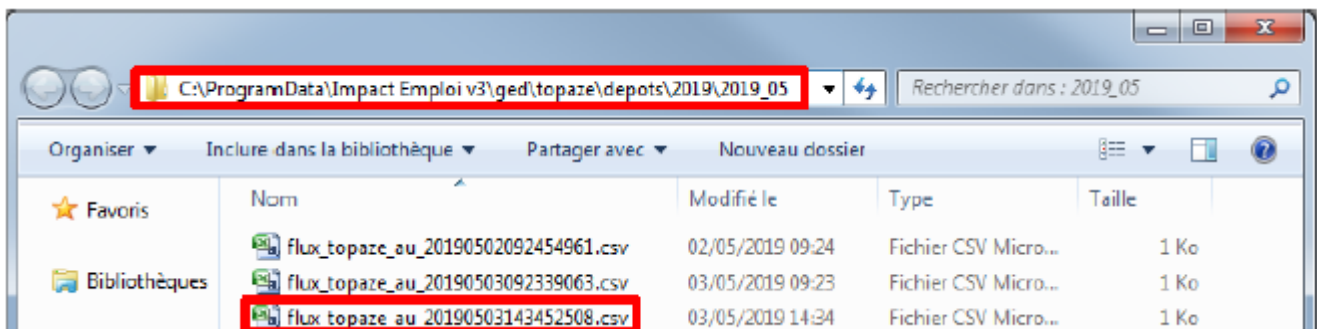 C:\ProgramData\Impact Emploi v3\ged\topaze\depots\2019\2019_05 Rechercher dans : 2019_05
Organiser Inclure dans la bibliothèque Partager avec Nouveau dossier
Favoris Nom Modifié le Type Taille
flux_topaze_au_20190502092454961.csv 02/05/2019 09:24 Fichier CSV Micro... 1 Ko
Bibliothèques flux_topaze_au_20190503092339063.csv 03/05/2019 09:23 Fichier CSV Micro... 1 Ko
flux_topaze_au_20190503143452508.csv 03/05/2019 14:34 Fichier CSV Micro... 1 Ko